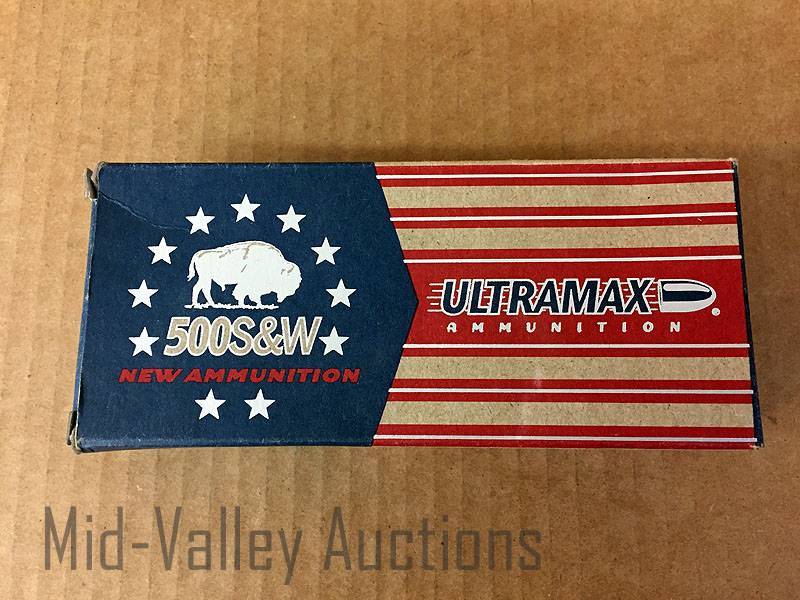 500S&W
NEW AMMUNITION
ULTRAMAX
AMMUNITION
Mid-Valley Auctions